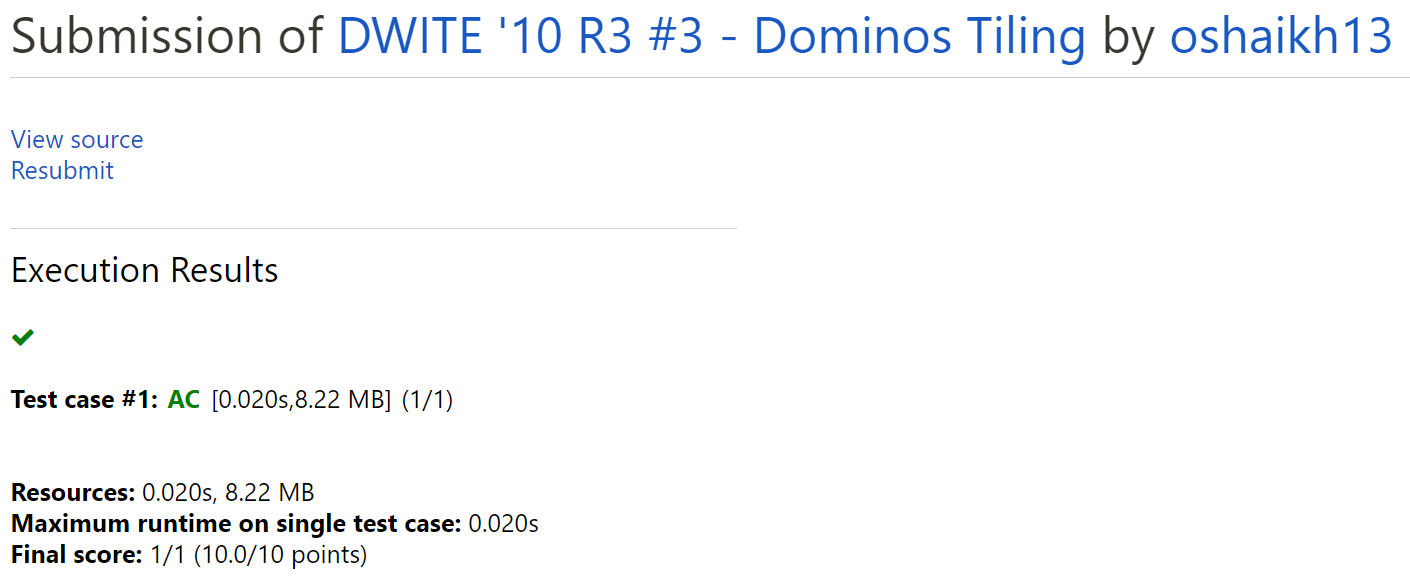 Submission of DWITE '10 R3 #3 - Dominos Tiling by oshaikh13
View source
Resubmit
Execution Results
Test case #1: AC [0.020s,8.22 MB] (1/1)
Resources: 0.020s, 8.22 MB
Maximum runtime on single test case: 0.020s
Final score: 1/1 (10.0/10 points)